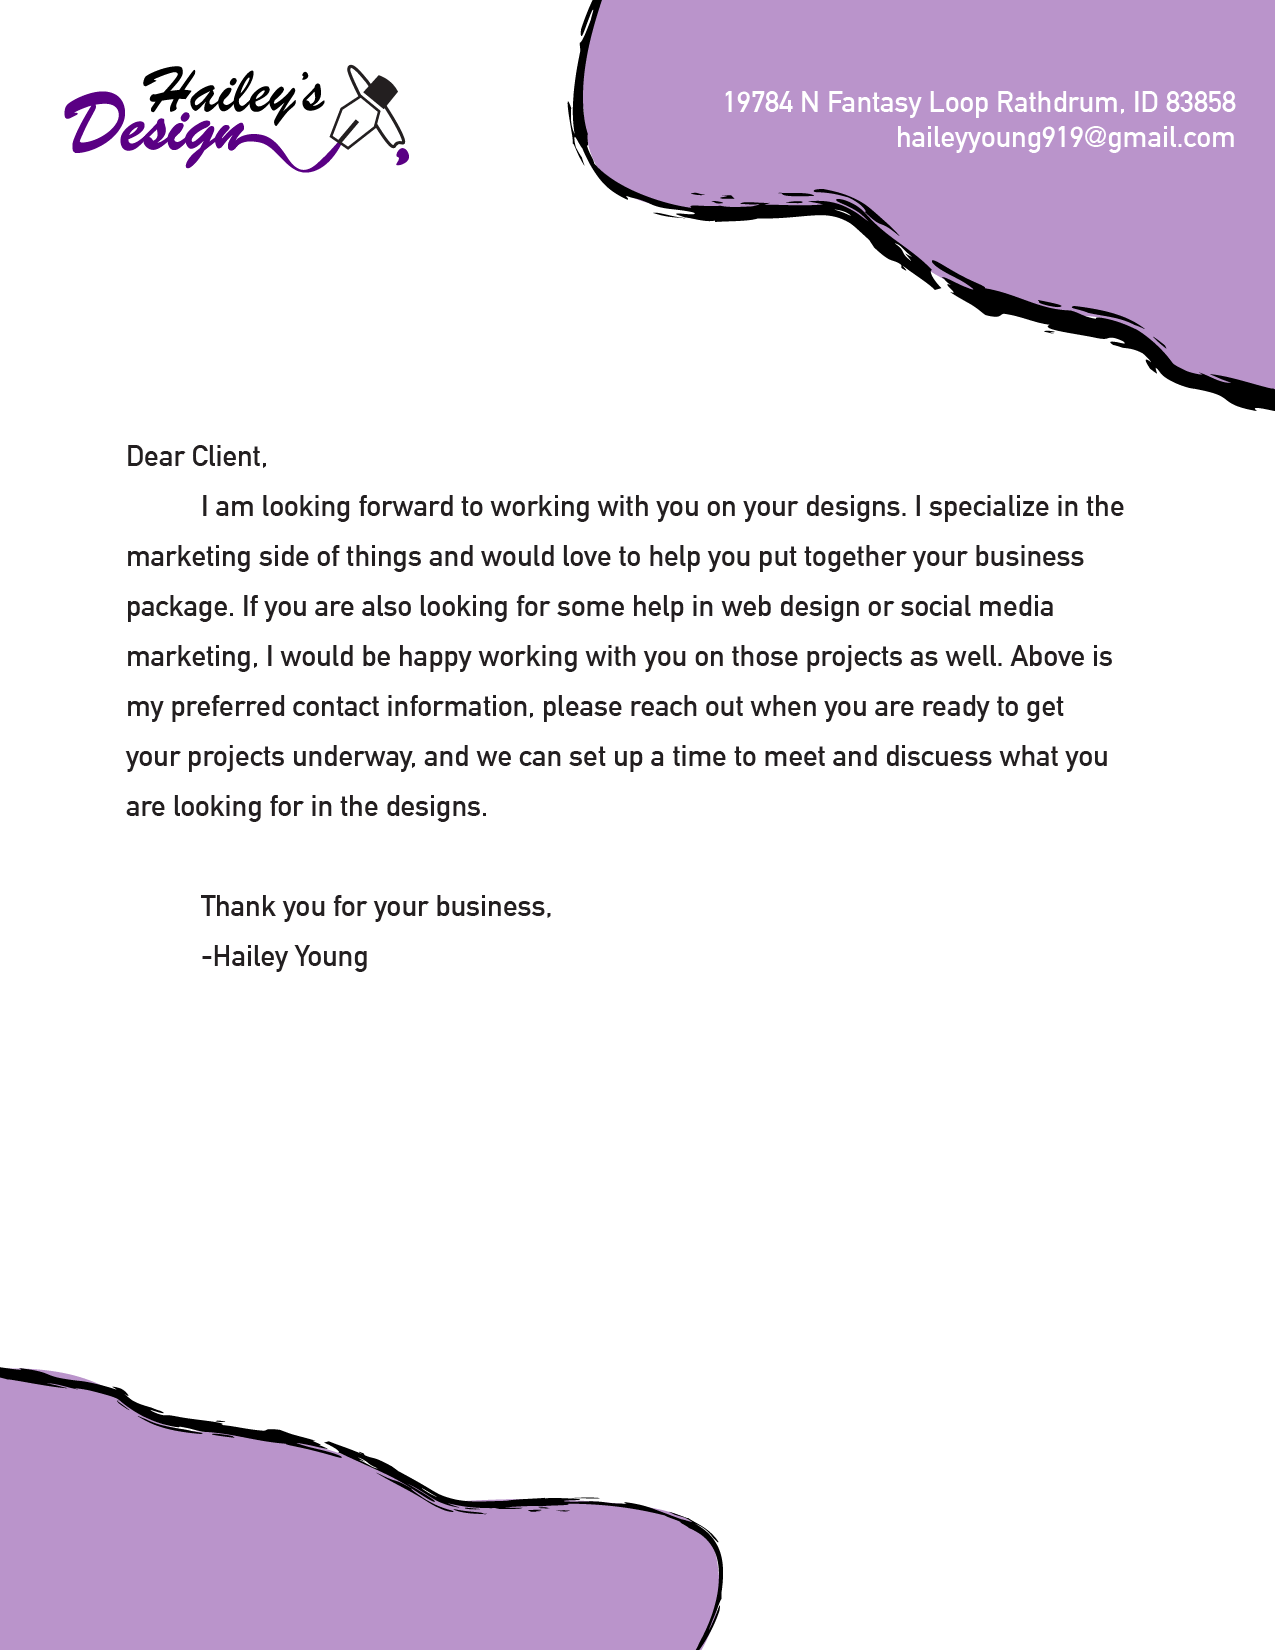 Hailey's
Design
19784 N Fantasy Loop Rathdrum, ID 83858
haileyyoung919@gmail.com
Dear Client,
I am looking forward to working with you on your designs. I specialize in the
marketing side of things and would love to help you put together your business
package. If you are also looking for some help in web design or social media
marketing, I would be happy working with you on those projects as well. Above is
my preferred contact information, please reach out when you are ready to get
your projects underway, and we can set up a time to meet and discuess what you
are looking for in the designs.
Thank you for your business,
-Hailey Young